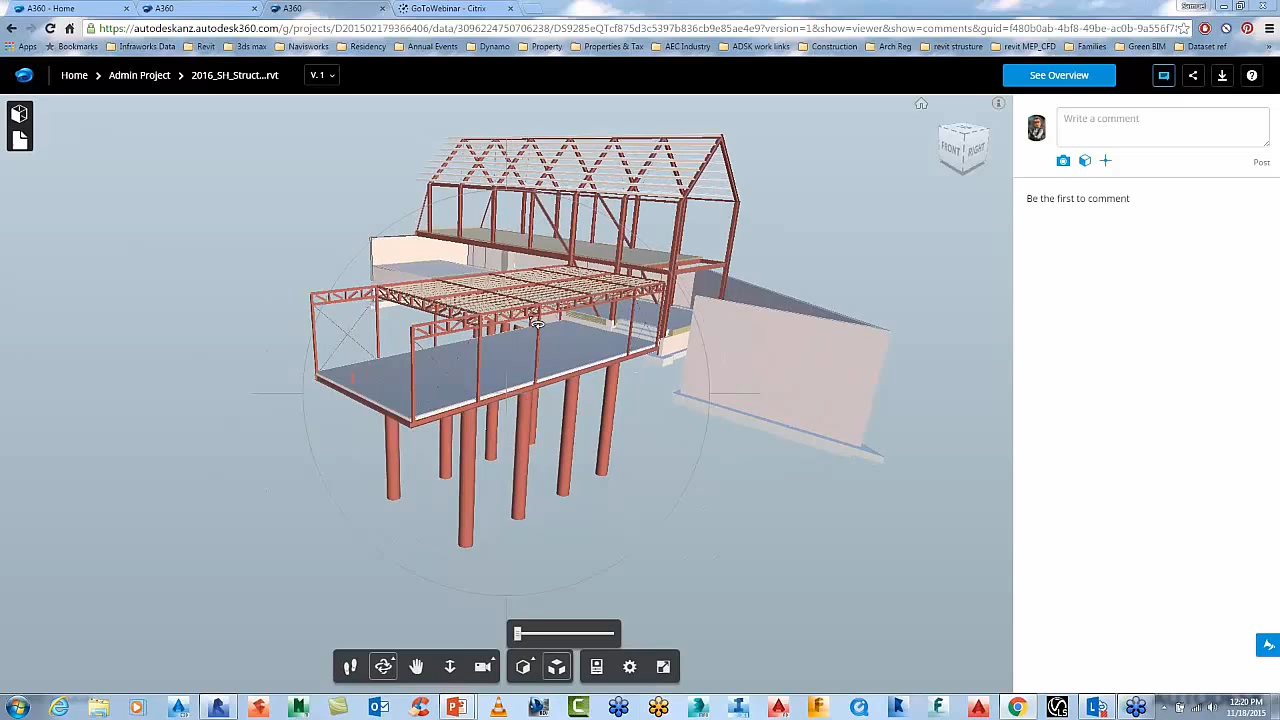 A360 - Home
A360
A360
GoToWebinar - Citrix
https://autodeskanz.autodesk360.com/g/projects/D201502179366406/data/3096224750706238/DS9285eQTcf875d3c5397b836cb9e85ae4e9?version=1&show=viewer&show=comments&guid=f480b0ab-4bf8-49be-ac0b-9a556f7
Apps Bookmarks Infraworks Data Revit 3ds max Navisworks Residency Annual Events Dynamo Property Properties & Tax AEC Industry ADSK work links Construction Arch Reg revit structure revit MEP_CFD Families Green BIM Dataset ref »
Home Admin Project 2016_SH_Struct...rvt V. 1
See Overview
Write a comment
FRONT RIGHT
Post
Be the first to comment
12:20 PM
11/18/2015